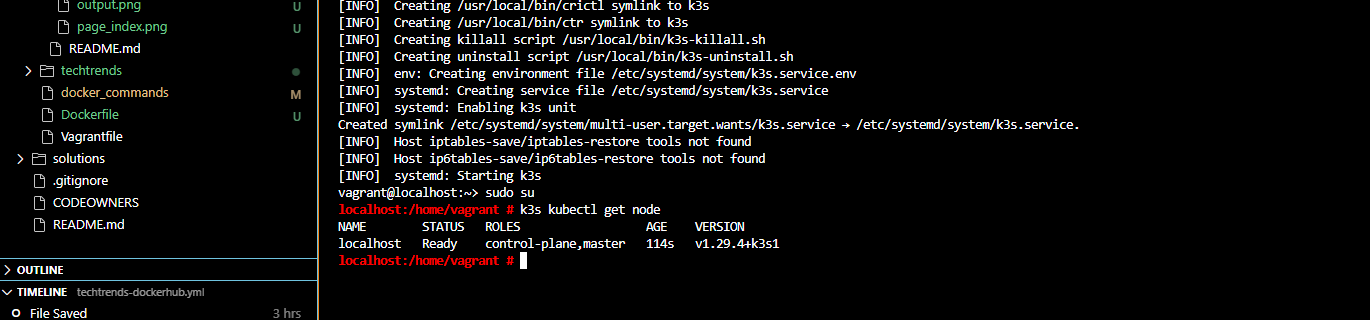 output.png U
page_index.png U
README.md
techtrends
docker_commands M
Dockerfile U
Vagrantfile
solutions
.gitignore
CODEOWNERS
README.md
OUTLINE
TIMELINE techtrends-dockerhub.yml
File Saved 3 hrs
[INFO] Creating /usr/local/bin/crictl symlink to k3s
[INFO] Creating /usr/local/bin/ctr symlink to k3s
[INFO] Creating killall script /usr/local/bin/k3s-killall.sh
[INFO] Creating uninstall script /usr/local/bin/k3s-uninstall.sh
[INFO] env: Creating environment file /etc/systemd/system/k3s.service.env
[INFO] systemd: Creating service file /etc/systemd/system/k3s.service
[INFO] systemd: Enabling k3s unit
Created symlink /etc/systemd/system/multi-user.target.wants/k3s.service → /etc/systemd/system/k3s.service.
[INFO] Host iptables-save/iptables-restore tools not found
[INFO] Host ip6tables-save/ip6tables-restore tools not found
[INFO] systemd: Starting k3s
vagrant@localhost:~> sudo su
localhost:/home/vagrant # k3s kubectl get node
NAME STATUS ROLES AGE VERSION
localhost Ready control-plane,master 114s v1.29.4+k3s1
localhost:/home/vagrant #